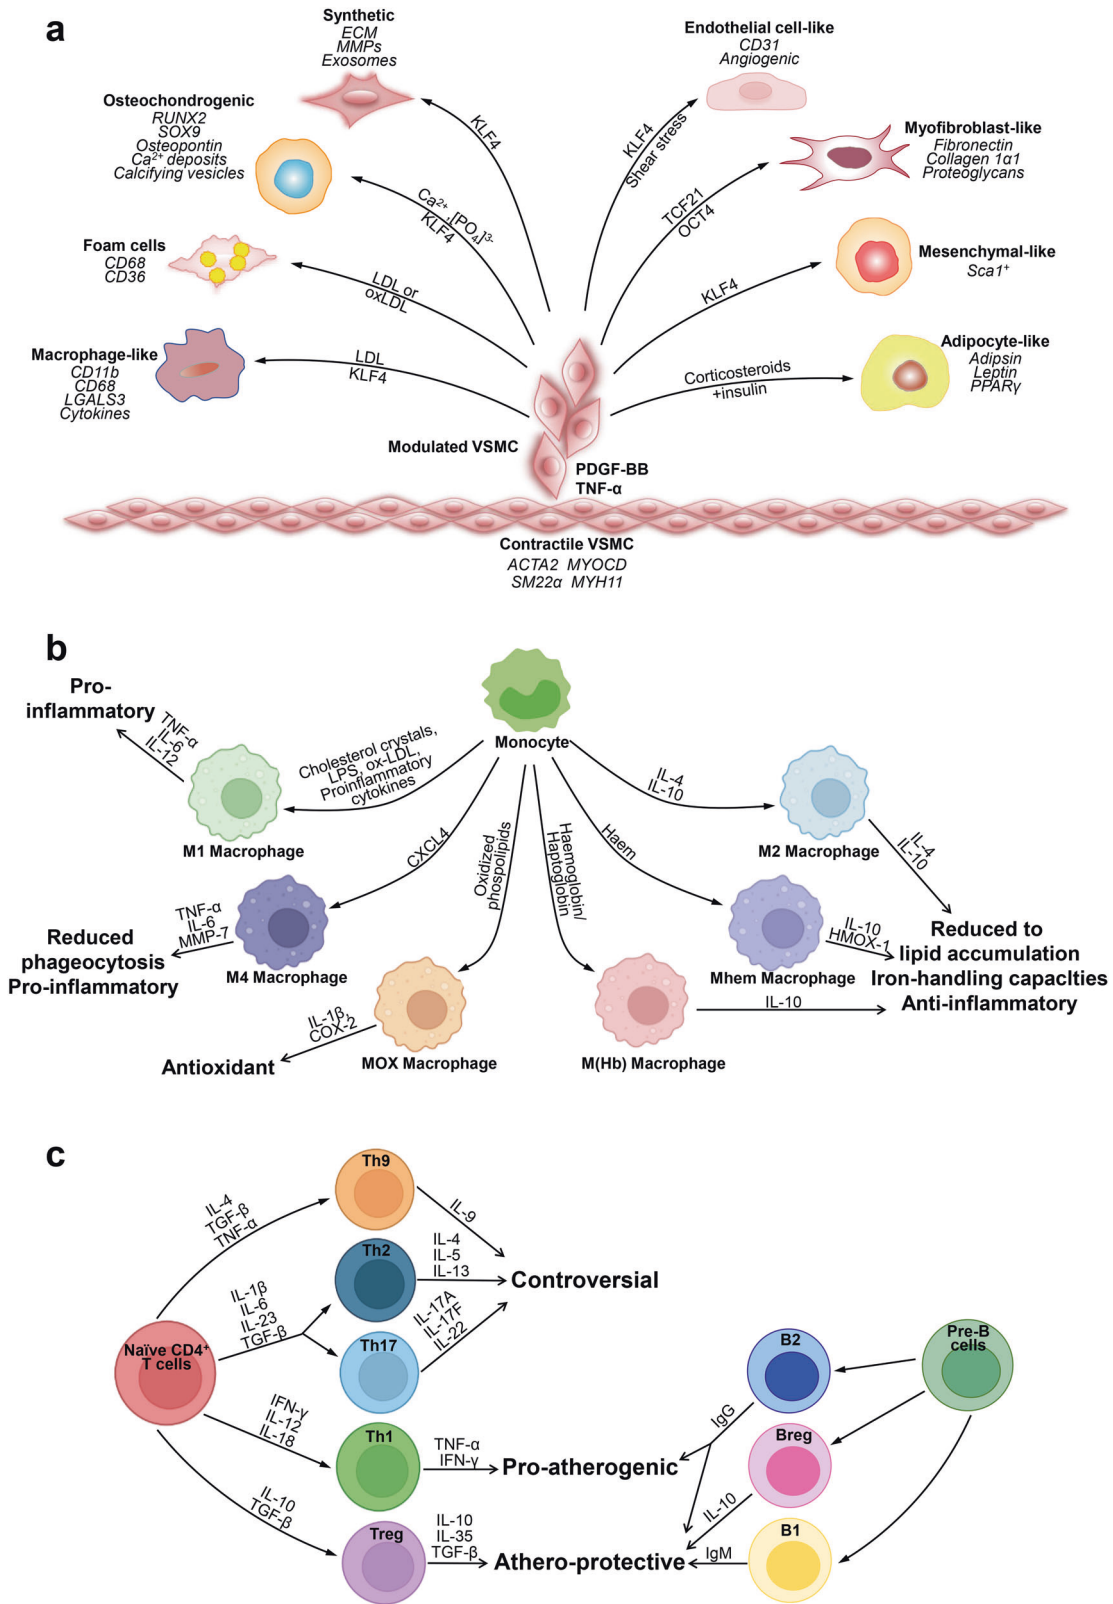 a
Synthetic
ECM
MMPs
Exosomes
Endothelial cell-like
CD31
Angiogenic
Osteochondrogenic
RUNX2
SOX9
Osteopontin
Ca²⁺ deposits
Calcifying vesicles
Myofibroblast-like
Fibronectin
Collagen 1α1
Proteoglycans
Foam cells
CD68
CD36
Mesenchymal-like
Sca1⁺
Macrophage-like
CD11b
CD68
LGALS3
Cytokines
Adipocyte-like
Adipsin
Leptin
PPARγ
KLF4
Ca²⁺,[PO₄]³⁻
KLF4
LDL or
oxLDL
LDL
KLF4
KLF4
Shear stress
TCF21
OCT4
KLF4
Corticosteroids
+insulin
Modulated VSMC
PDGF-BB
TNF-α
Contractile VSMC
ACTA2 MYOCD
SM22α MYH11
b
Pro-
inflammatory
TNF-α
IL-6
IL-12
M1 Macrophage
Cholesterol crystals,
LPS, ox-LDL,
Proinflammatory
cytokines
Monocyte
IL-4
IL-10
M2 Macrophage
IL-4
IL-10
CXCL4
Oxidized
phospolipids
Haemoglobin/
Haptoglobin
Haem
TNF-α
IL-6
MMP-7
M4 Macrophage
Reduced
phageocytosis
Pro-inflammatory
IL-1β,
COX-2
Antioxidant
MOX Macrophage
M(Hb) Macrophage
IL-10
Mhem Macrophage
IL-10
HMOX-1
Reduced to
lipid accumulation
Iron-handling capacIties
Anti-inflammatory
c
Naïve CD4⁺
T cells
IL-4
TGF-β
TNF-α
Th9
IL-9
IL-1β
IL-6
IL-23
TGF-β
Th2
IL-4
IL-5
IL-13
Th17
IL-17A
IL-17F
IL-22
Controversial
IFN-γ
IL-12
IL-18
Th1
TNF-α
IFN-γ
Pro-atherogenic
IL-10
TGF-β
Treg
IL-10
IL-35
TGF-β
Athero-protective
B2
Pre-B
cells
IgG
Breg
IL-10
B1
IgM